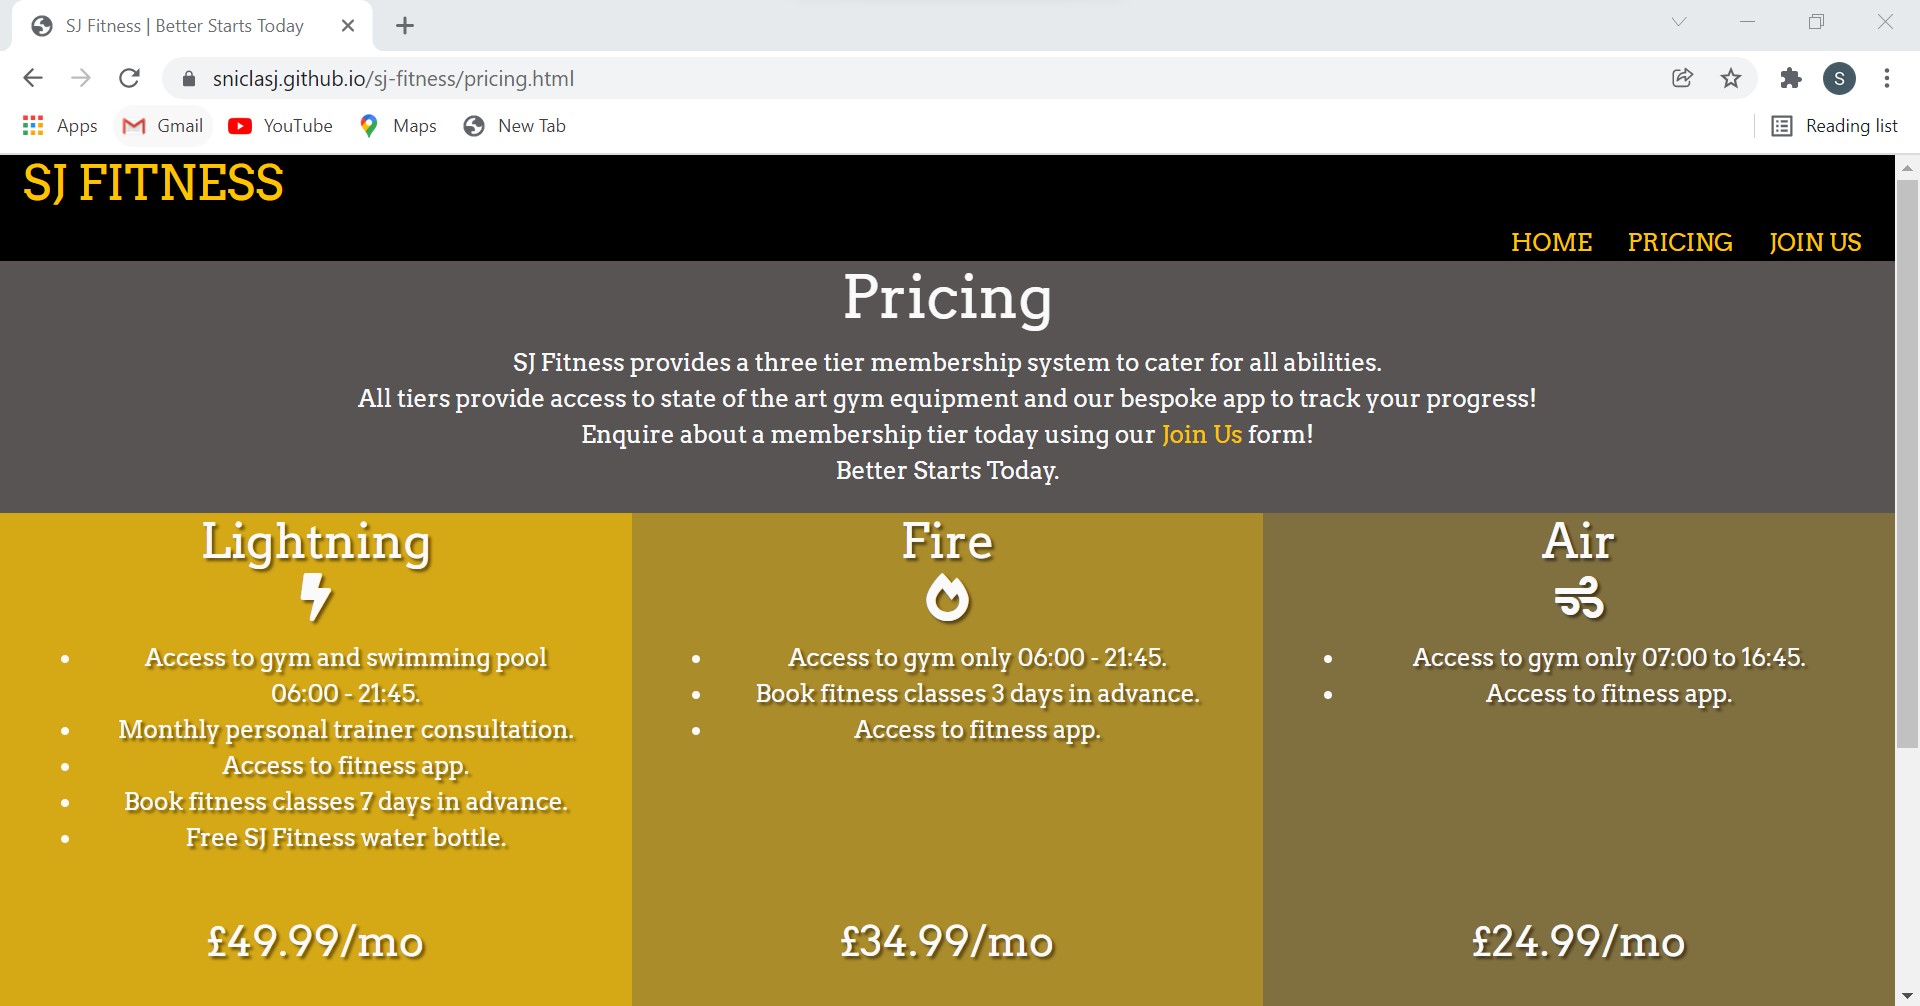 SJ Fitness | Better Starts Today
sniclasj.github.io/sj-fitness/pricing.html
S
Apps Gmail YouTube Maps New Tab Reading list
SJ FITNESS
HOME PRICING JOIN US
Pricing
SJ Fitness provides a three tier membership system to cater for all abilities.
All tiers provide access to state of the art gym equipment and our bespoke app to track your progress!
Enquire about a membership tier today using our Join Us form!
Better Starts Today.
Lightning
Access to gym and swimming pool
06:00 - 21:45.
Monthly personal trainer consultation.
Access to fitness app.
Book fitness classes 7 days in advance.
Free SJ Fitness water bottle.
£49.99/mo
Fire
Access to gym only 06:00 - 21:45.
Book fitness classes 3 days in advance.
Access to fitness app.
£34.99/mo
Air
Access to gym only 07:00 to 16:45.
Access to fitness app.
£24.99/mo